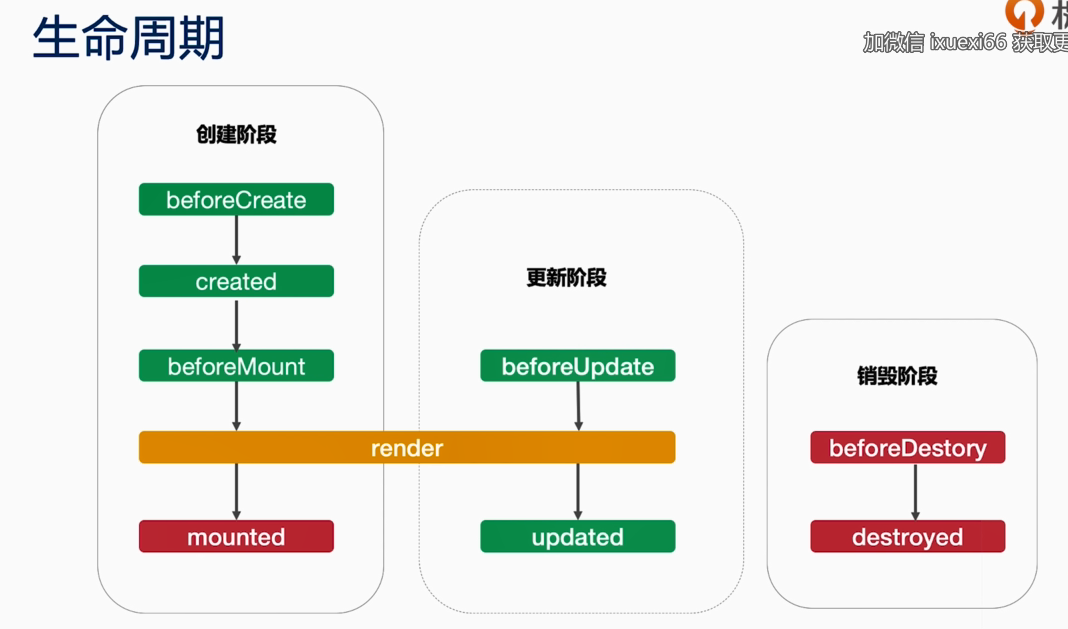 生命周期
加微信 ixuexi66 获取更
创建阶段
beforeCreate
created
beforeMount
render
mounted
更新阶段
beforeUpdate
updated
销毁阶段
beforeDestory
destroyed